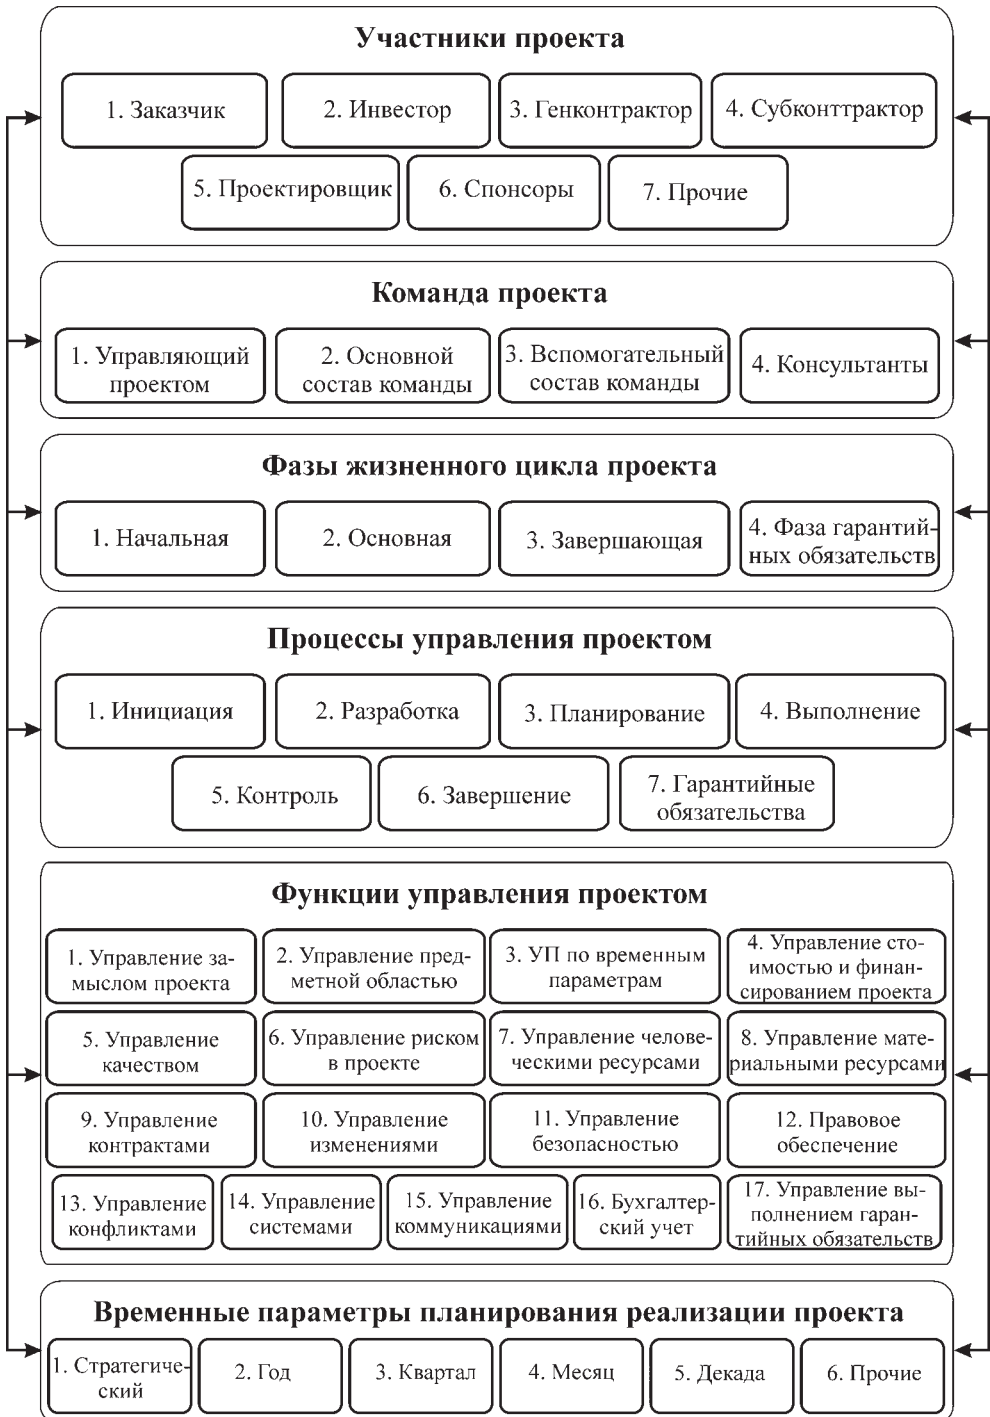 Участники проекта
1. Заказчик
2. Инвестор
3. Генконтрактор
4. Субконттрактор
5. Проектировщик
6. Спонсоры
7. Прочие
Команда проекта
1. Управляющий
проектом
2. Основной
состав команды
3. Вспомогательный
состав команды
4. Консультанты
Фазы жизненного цикла проекта
1. Начальная
2. Основная
3. Завершающая
4. Фаза гарантий-
ных обязательств
Процессы управления проектом
1. Инициация
2. Разработка
3. Планирование
4. Выполнение
5. Контроль
6. Завершение
7. Гарантийные
обязательства
Функции управления проектом
1. Управление за-
мыслом проекта
2. Управление пред-
метной областью
3. УП по временным
параметрам
4. Управление сто-
имостью и финан-
сированием проекта
5. Управление
качеством
6. Управление риском
в проекте
7. Управление челове-
ческими ресурсами
8. Управление мате-
риальными ресурсами
9. Управление
контрактами
10. Управление
изменениями
11. Управление
безопасностью
12. Правовое
обеспечение
13. Управление
конфликтами
14. Управление
системами
15. Управление
коммуникациями
16. Бухгалтер-
ский учет
17. Управление вы-
полнением гаран-
тийных обязательств
Временные параметры планирования реализации проекта
1. Стратегиче-
ский
2. Год
3. Квартал
4. Месяц
5. Декада
6. Прочие